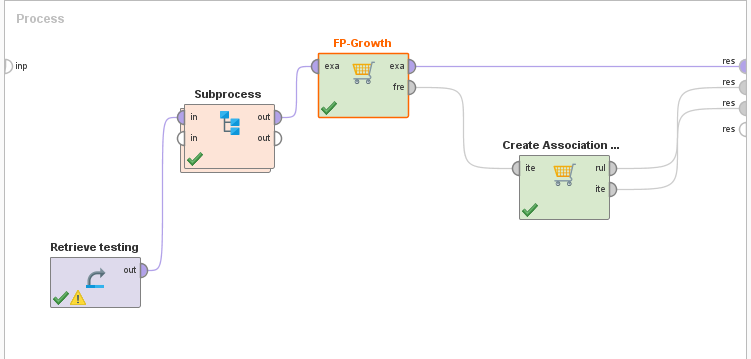 Process
inp
FP-Growth
exa
exa
fre
res
res
res
res
Subprocess
in
out
in
out
Create Association ...
ite
rul
ite
Retrieve testing
out